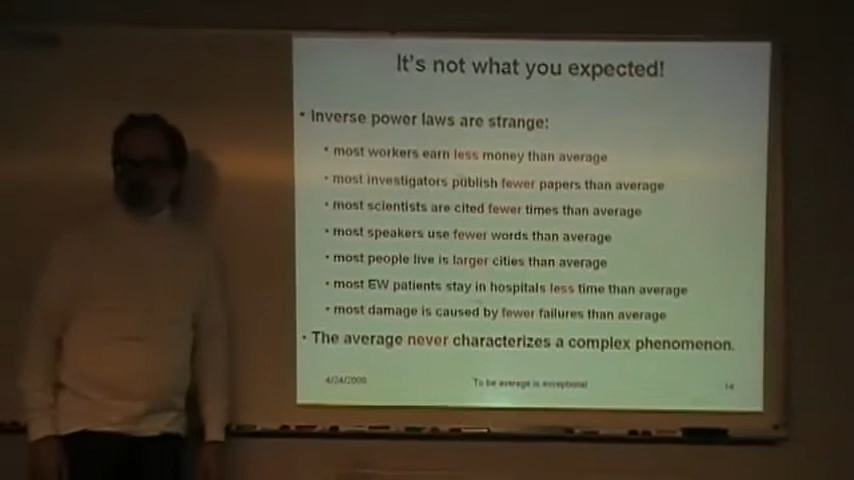 It's not what you expected!
• Inverse power laws are strange:
• most workers earn less money than average
• most investigators publish fewer papers than average
• most scientists are cited fewer times than average
• most speakers use fewer words than average
• most people live is larger cities than average
• most EW patients stay in hospitals less time than average
• most damage is caused by fewer failures than average
• The average never characterizes a complex phenomenon.
To be average is exceptional
14